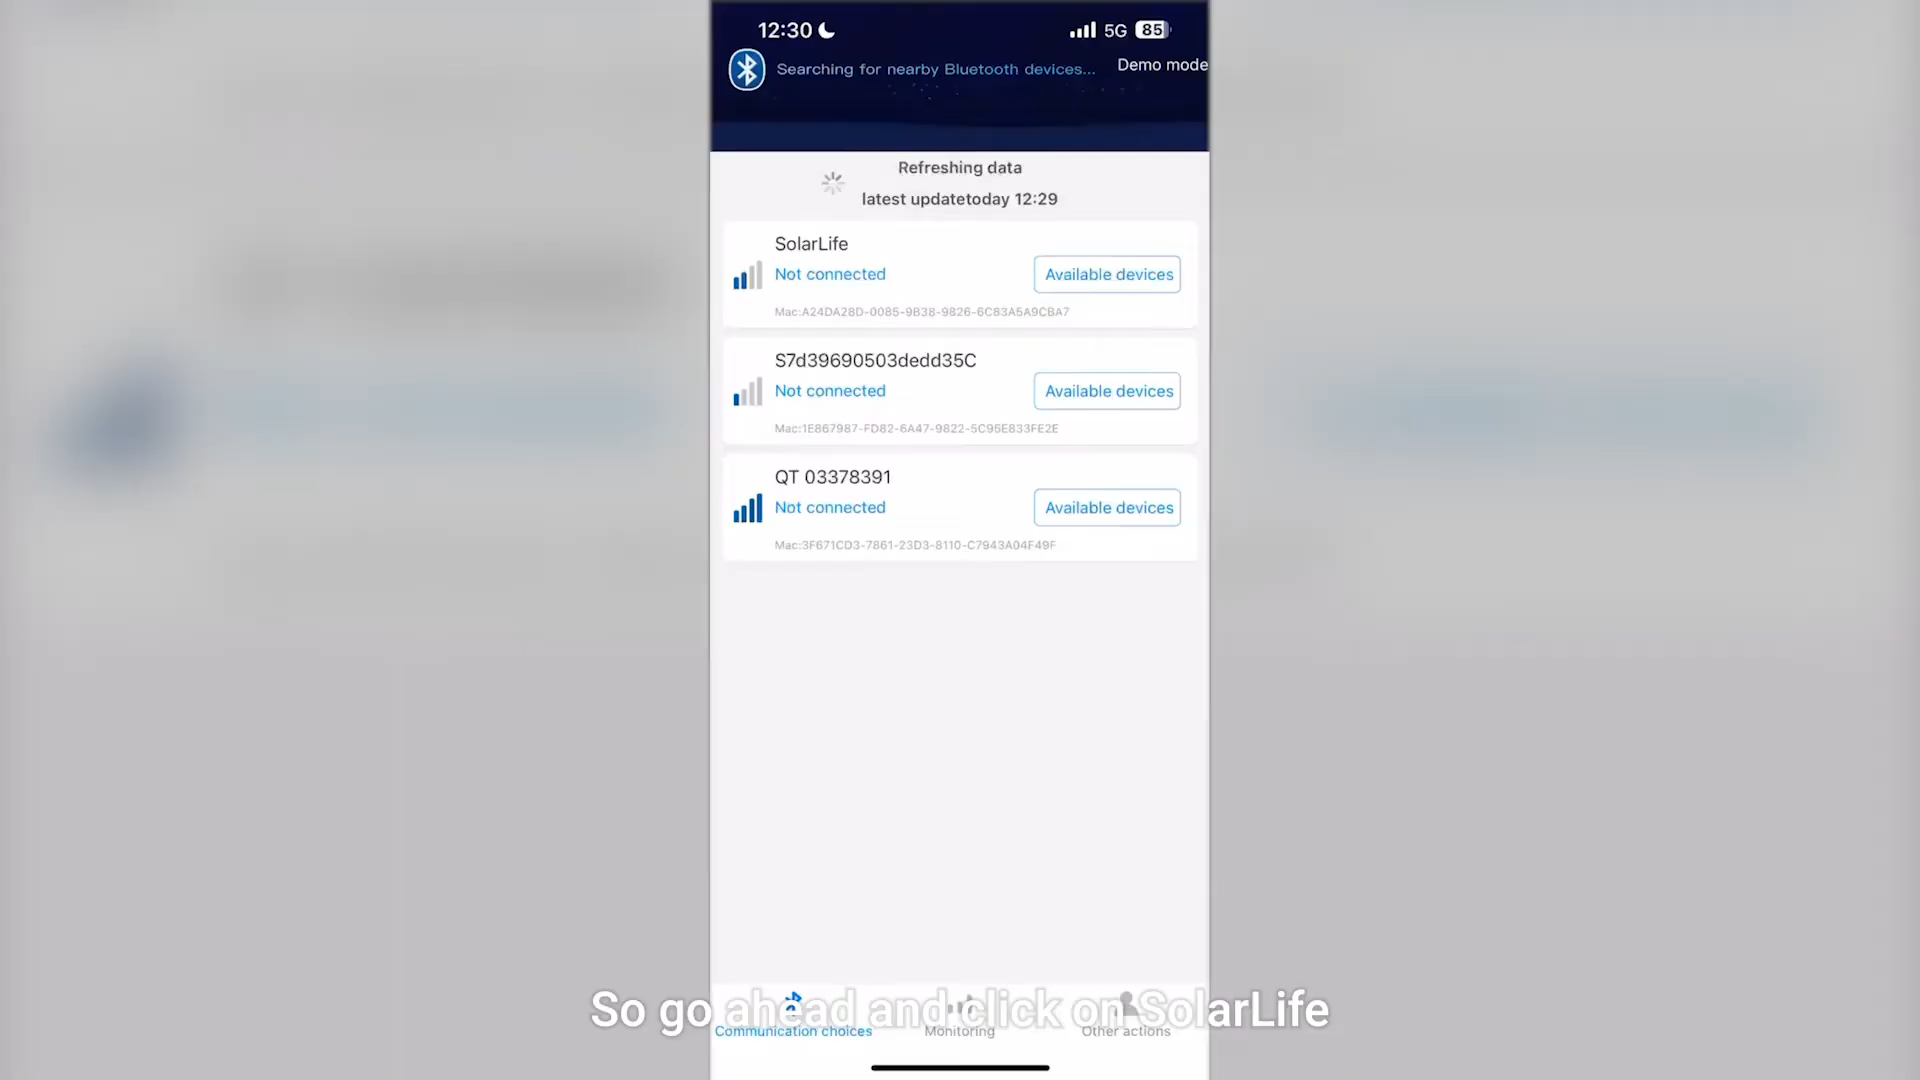 12:30
5G 85
Searching for nearby Bluetooth devices...
Demo mode
Refreshing data
latest updatetoday 12:29
SolarLife
Not connected
Available devices
Mac:A24DA28D-0085-9B38-9826-6C83A5A9CBA7
S7d39690503dedd35C
Not connected
Available devices
Mac:1E867987-FD82-6A47-9822-5C95E833FE2E
QT 03378391
Not connected
Available devices
Mac:3F671CD3-7861-23D3-8110-C7943A04F49F
So go ahead and click on SolarLife
Communication choices
Monitoring
Other actions